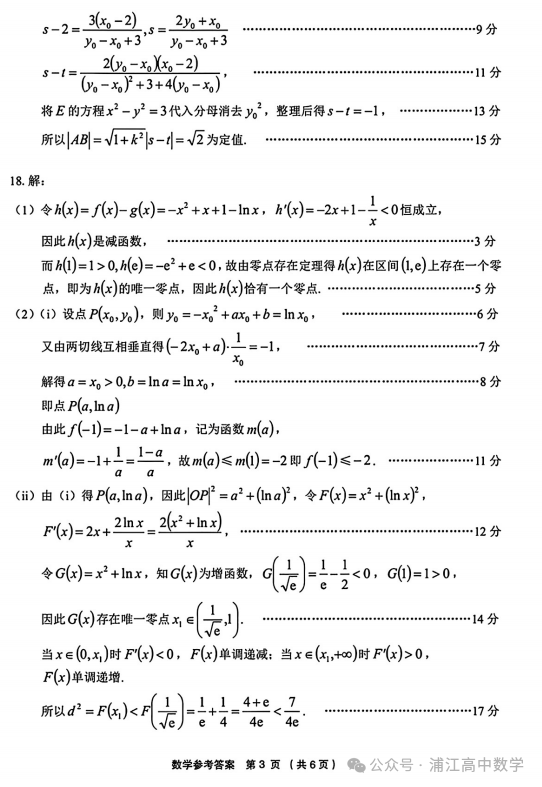 s－2＝3(x₀－2)/(y₀－x₀＋3), s＝(2y₀＋x₀)/(y₀－x₀＋3) ……………9 分
s－t＝2(y₀－x₀)(x₀－2)/((y₀－x₀)²＋3＋4(y₀－x₀))， ……………11 分
将 E 的方程 x²－y²＝3 代入分母消去 y₀²，整理后得 s－t＝－1， ……………13 分
所以|AB|＝√(1＋k²)|s－t|＝√2 为定值. ……………15 分
18. 解：
（1）令 h(x)＝f(x)－g(x)＝－x²＋x＋1－ln x，h′(x)＝－2x＋1－1/x＜0 恒成立，
因此 h(x)是减函数， ……………3 分
而 h(1)＝1＞0, h(e)＝－e²＋e＜0，故由零点存在定理得 h(x)在区间(1,e)上存在一个零
点，即为 h(x)的唯一零点，因此 h(x)恰有一个零点. ……………5 分
（2）（i）设点 P(x₀,y₀)，则 y₀＝－x₀²＋ax₀＋b＝ln x₀， ……………6 分
又由两切线互相垂直得(－2x₀＋a)·1/x₀＝－1， ……………7 分
解得 a＝x₀＞0, b＝ln a＝ln x₀， ……………8 分
即点 P(a,ln a)
由此 f(－1)＝－1－a＋ln a，记为函数 m(a)，
m′(a)＝－1＋1/a＝(1－a)/a，故 m(a)≤m(1)＝－2 即 f(－1)≤－2． ……………11 分
（ii）由（i）得 P(a,ln a)，因此|OP|²＝a²＋(ln a)²，令 F(x)＝x²＋(ln x)²，
F′(x)＝2x＋2ln x/x＝2(x²＋ln x)/x， ……………12 分
令 G(x)＝x²＋ln x，知 G(x)为增函数，G(1/√e)＝1/e－1/2＜0，G(1)＝1＞0，
因此 G(x)存在唯一零点 x₁∈(1/√e,1)． ……………14 分
当 x∈(0,x₁)时 F′(x)＜0，F(x)单调递减；当 x∈(x₁,+∞)时 F′(x)＞0，
F(x)单调递增.
所以 d²＝F(x₁)＜F(1/√e)＝1/e＋1/4＝(4＋e)/4e＜7/4e． ……………17 分
数学参考答案 第 3 页 （共 6 页）
公众号 · 浦江高中数学